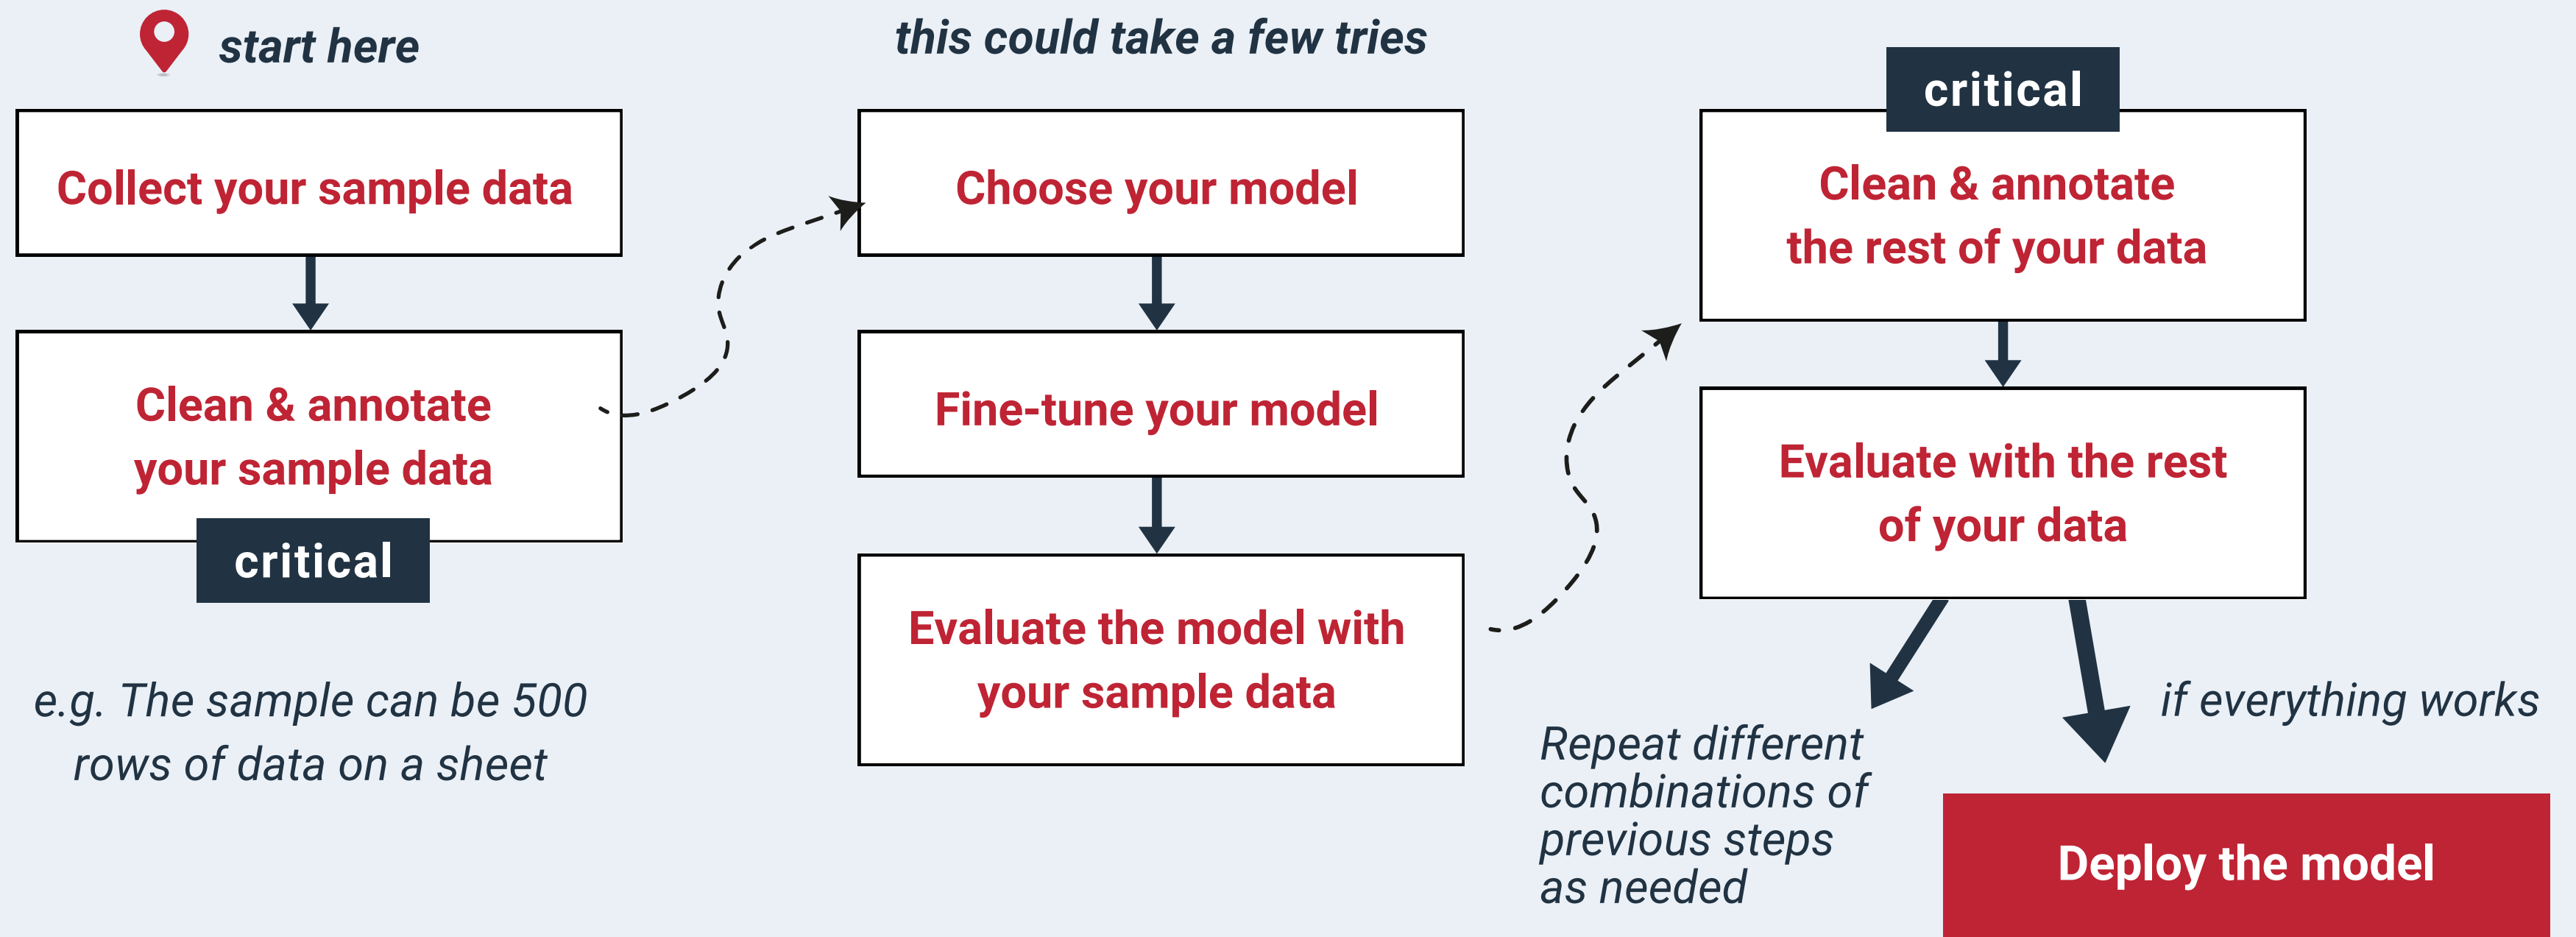 start here
Collect your sample data
Clean & annotate
your sample data
critical
e.g. The sample can be 500
rows of data on a sheet
this could take a few tries
Choose your model
Fine-tune your model
Evaluate the model with
your sample data
critical
Clean & annotate
the rest of your data
Evaluate with the rest
of your data
Repeat different
combinations of
previous steps
as needed
if everything works
Deploy the model